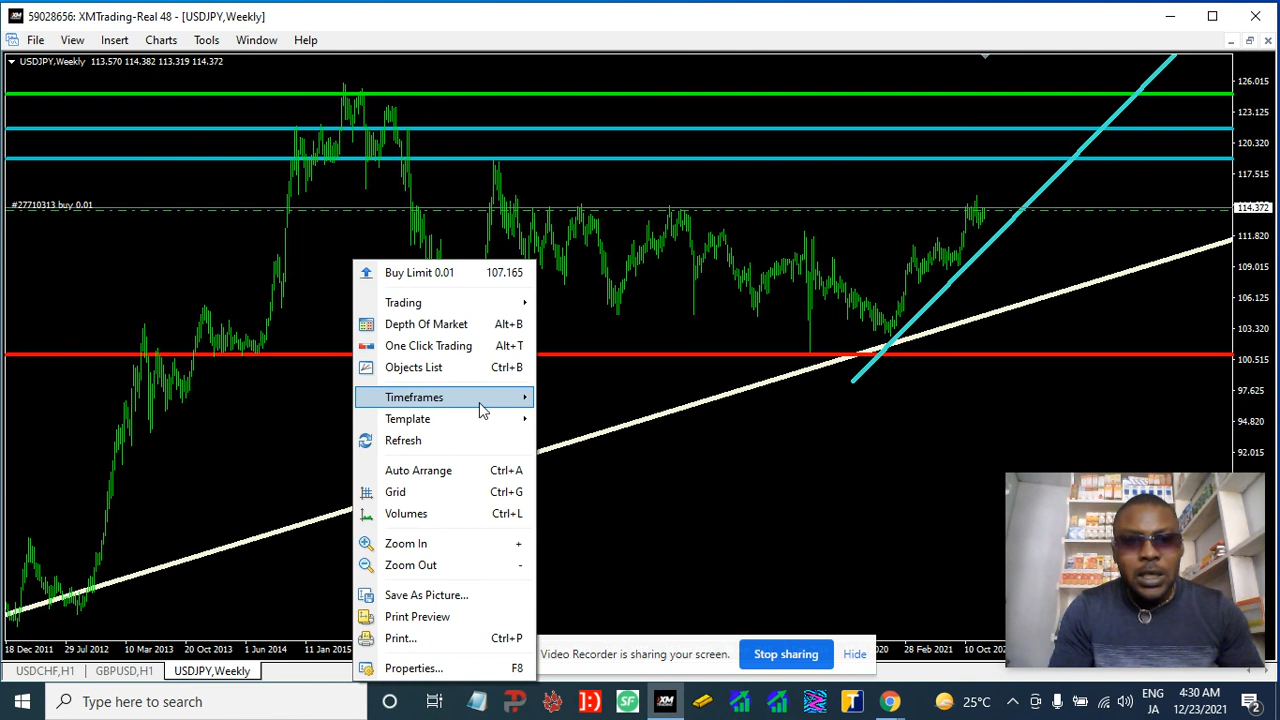 59028656: XMTrading-Real 48 - [USDJPY,Weekly]
File View Insert Charts Tools Window Help
USDJPY,Weekly 113.570 114.382 113.319 114.372
126.015
123.125
120.320
117.515
#27710313 buy 0.01
114.372
111.820
109.015
106.125
103.320
100.515
97.625
94.820
92.015
Buy Limit 0.01 107.165
Trading
Depth Of Market Alt+B
One Click Trading Alt+T
Objects List Ctrl+B
Timeframes
Template
Refresh
Auto Arrange Ctrl+A
Grid Ctrl+G
Volumes Ctrl+L
Zoom In +
Zoom Out -
Save As Picture...
Print Preview
Print... Ctrl+P
Properties... F8
18 Dec 2011 29 Jul 2012 10 Mar 2013 20 Oct 2013 1 Jun 2014 11 Jan 2015 2020 28 Feb 2021 10 Oct 2021
Video Recorder is sharing your screen. Stop sharing Hide
USDCHF,H1 GBPUSD,H1 USDJPY,Weekly
Type here to search
25°C
ENG
JA
4:30 AM
12/23/2021
2